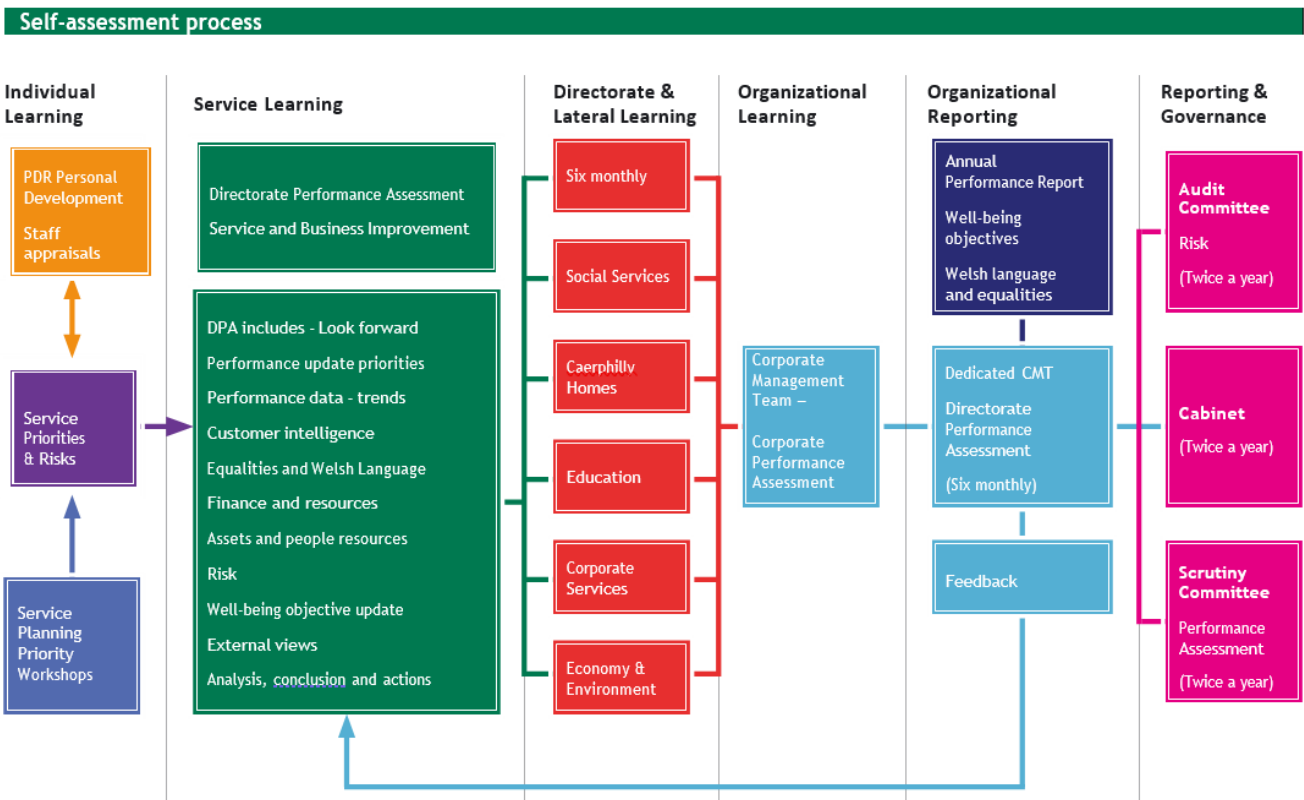 Self-assessment process
Individual
Learning
PDR Personal
Development
Staff
appraisals
Service
Priorities
& Risks
Service
Planning
Priority
Workshops
Service Learning
Directorate Performance Assessment
Service and Business Improvement
DPA includes - Look forward
Performance update priorities
Performance data - trends
Customer intelligence
Equalities and Welsh Language
Finance and resources
Assets and people resources
Risk
Well-being objective update
External views
Analysis, conclusion and actions
Directorate &
Lateral Learning
Six monthly
Social Services
Caerphilly
Homes
Education
Corporate
Services
Economy &
Environment
Organizational
Learning
Corporate
Management
Team –
Corporate
Performance
Assessment
Organizational
Reporting
Annual
Performance Report
Well-being
objectives
Welsh language
and equalities
Dedicated CMT
Directorate
Performance
Assessment
(Six monthly)
Feedback
Reporting &
Governance
Audit
Committee
Risk
(Twice a year)
Cabinet
(Twice a year)
Scrutiny
Committee
Performance
Assessment
(Twice a year)